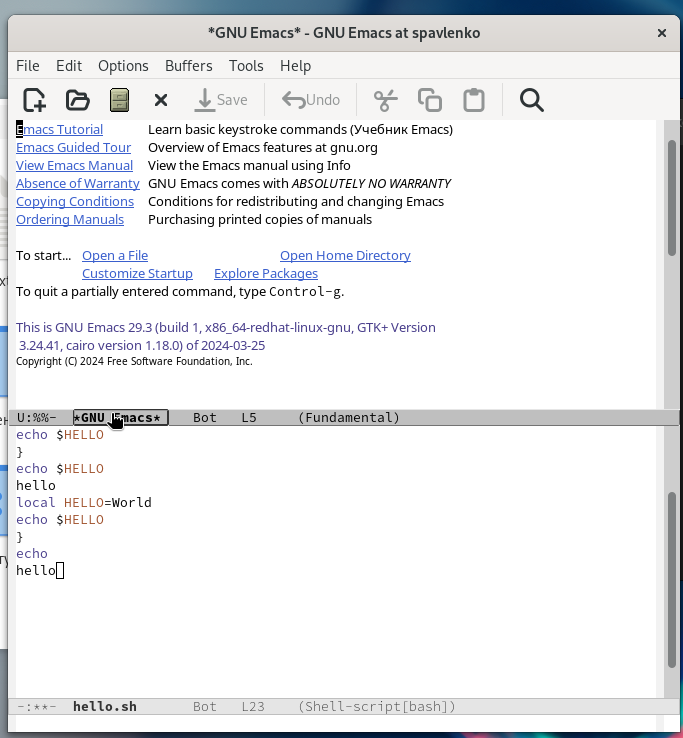 *GNU Emacs* - GNU Emacs at spavlenko
File Edit Options Buffers Tools Help
Save Undo
Emacs Tutorial Learn basic keystroke commands (Учебник Emacs)
Emacs Guided Tour Overview of Emacs features at gnu.org
View Emacs Manual View the Emacs manual using Info
Absence of Warranty GNU Emacs comes with ABSOLUTELY NO WARRANTY
Copying Conditions Conditions for redistributing and changing Emacs
Ordering Manuals Purchasing printed copies of manuals
To start... Open a File Open Home Directory
Customize Startup Explore Packages
To quit a partially entered command, type Control-g.
This is GNU Emacs 29.3 (build 1, x86_64-redhat-linux-gnu, GTK+ Version
3.24.41, cairo version 1.18.0) of 2024-03-25
Copyright (C) 2024 Free Software Foundation, Inc.
U:%%- *GNU Emacs* Bot L5 (Fundamental)
echo $HELLO
}
echo $HELLO
hello
local HELLO=World
echo $HELLO
}
echo
hello
-:**- hello.sh Bot L23 (Shell-script[bash])